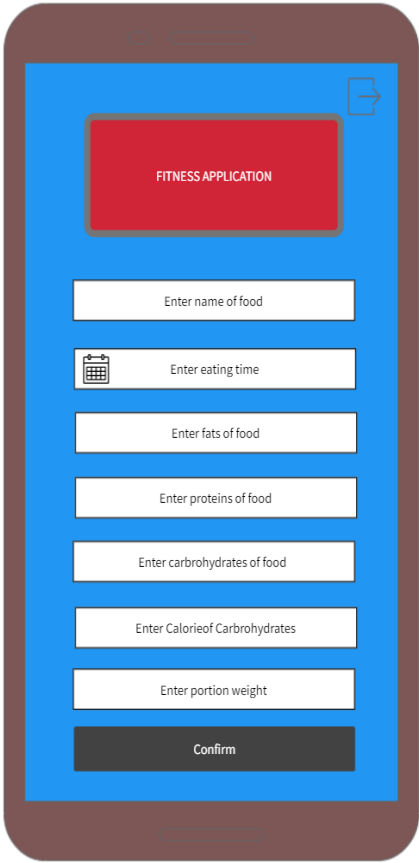 FITNESS APPLICATION
Enter name of food
Enter eating time
Enter fats of food
Enter proteins of food
Enter carbrohydrates of food
Enter Calorieof Carbrohydrates
Enter portion weight
Confirm